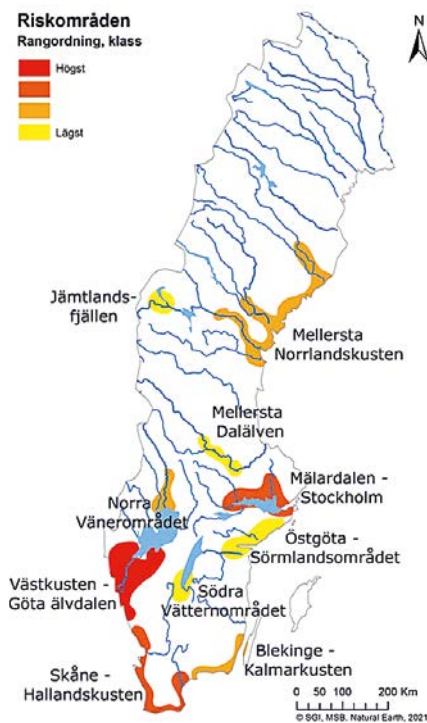 Riskområden
Rangordning, klass
Högst
Lägst
N
Jämtlands-
fjällen
Mellersta
Norrlandskusten
Mellersta
Dalälven
Mälardalen -
Stockholm
Norra
Vänerområdet
Östgöta -
Sörmlandsområdet
Västkusten -
Göta älvdalen
Södra
Vätternområdet
Blekinge -
Kalmarkusten
Skåne -
Hallandskusten
0 50 100 200 Km
© SGI, MSB, Natural Earth, 2021